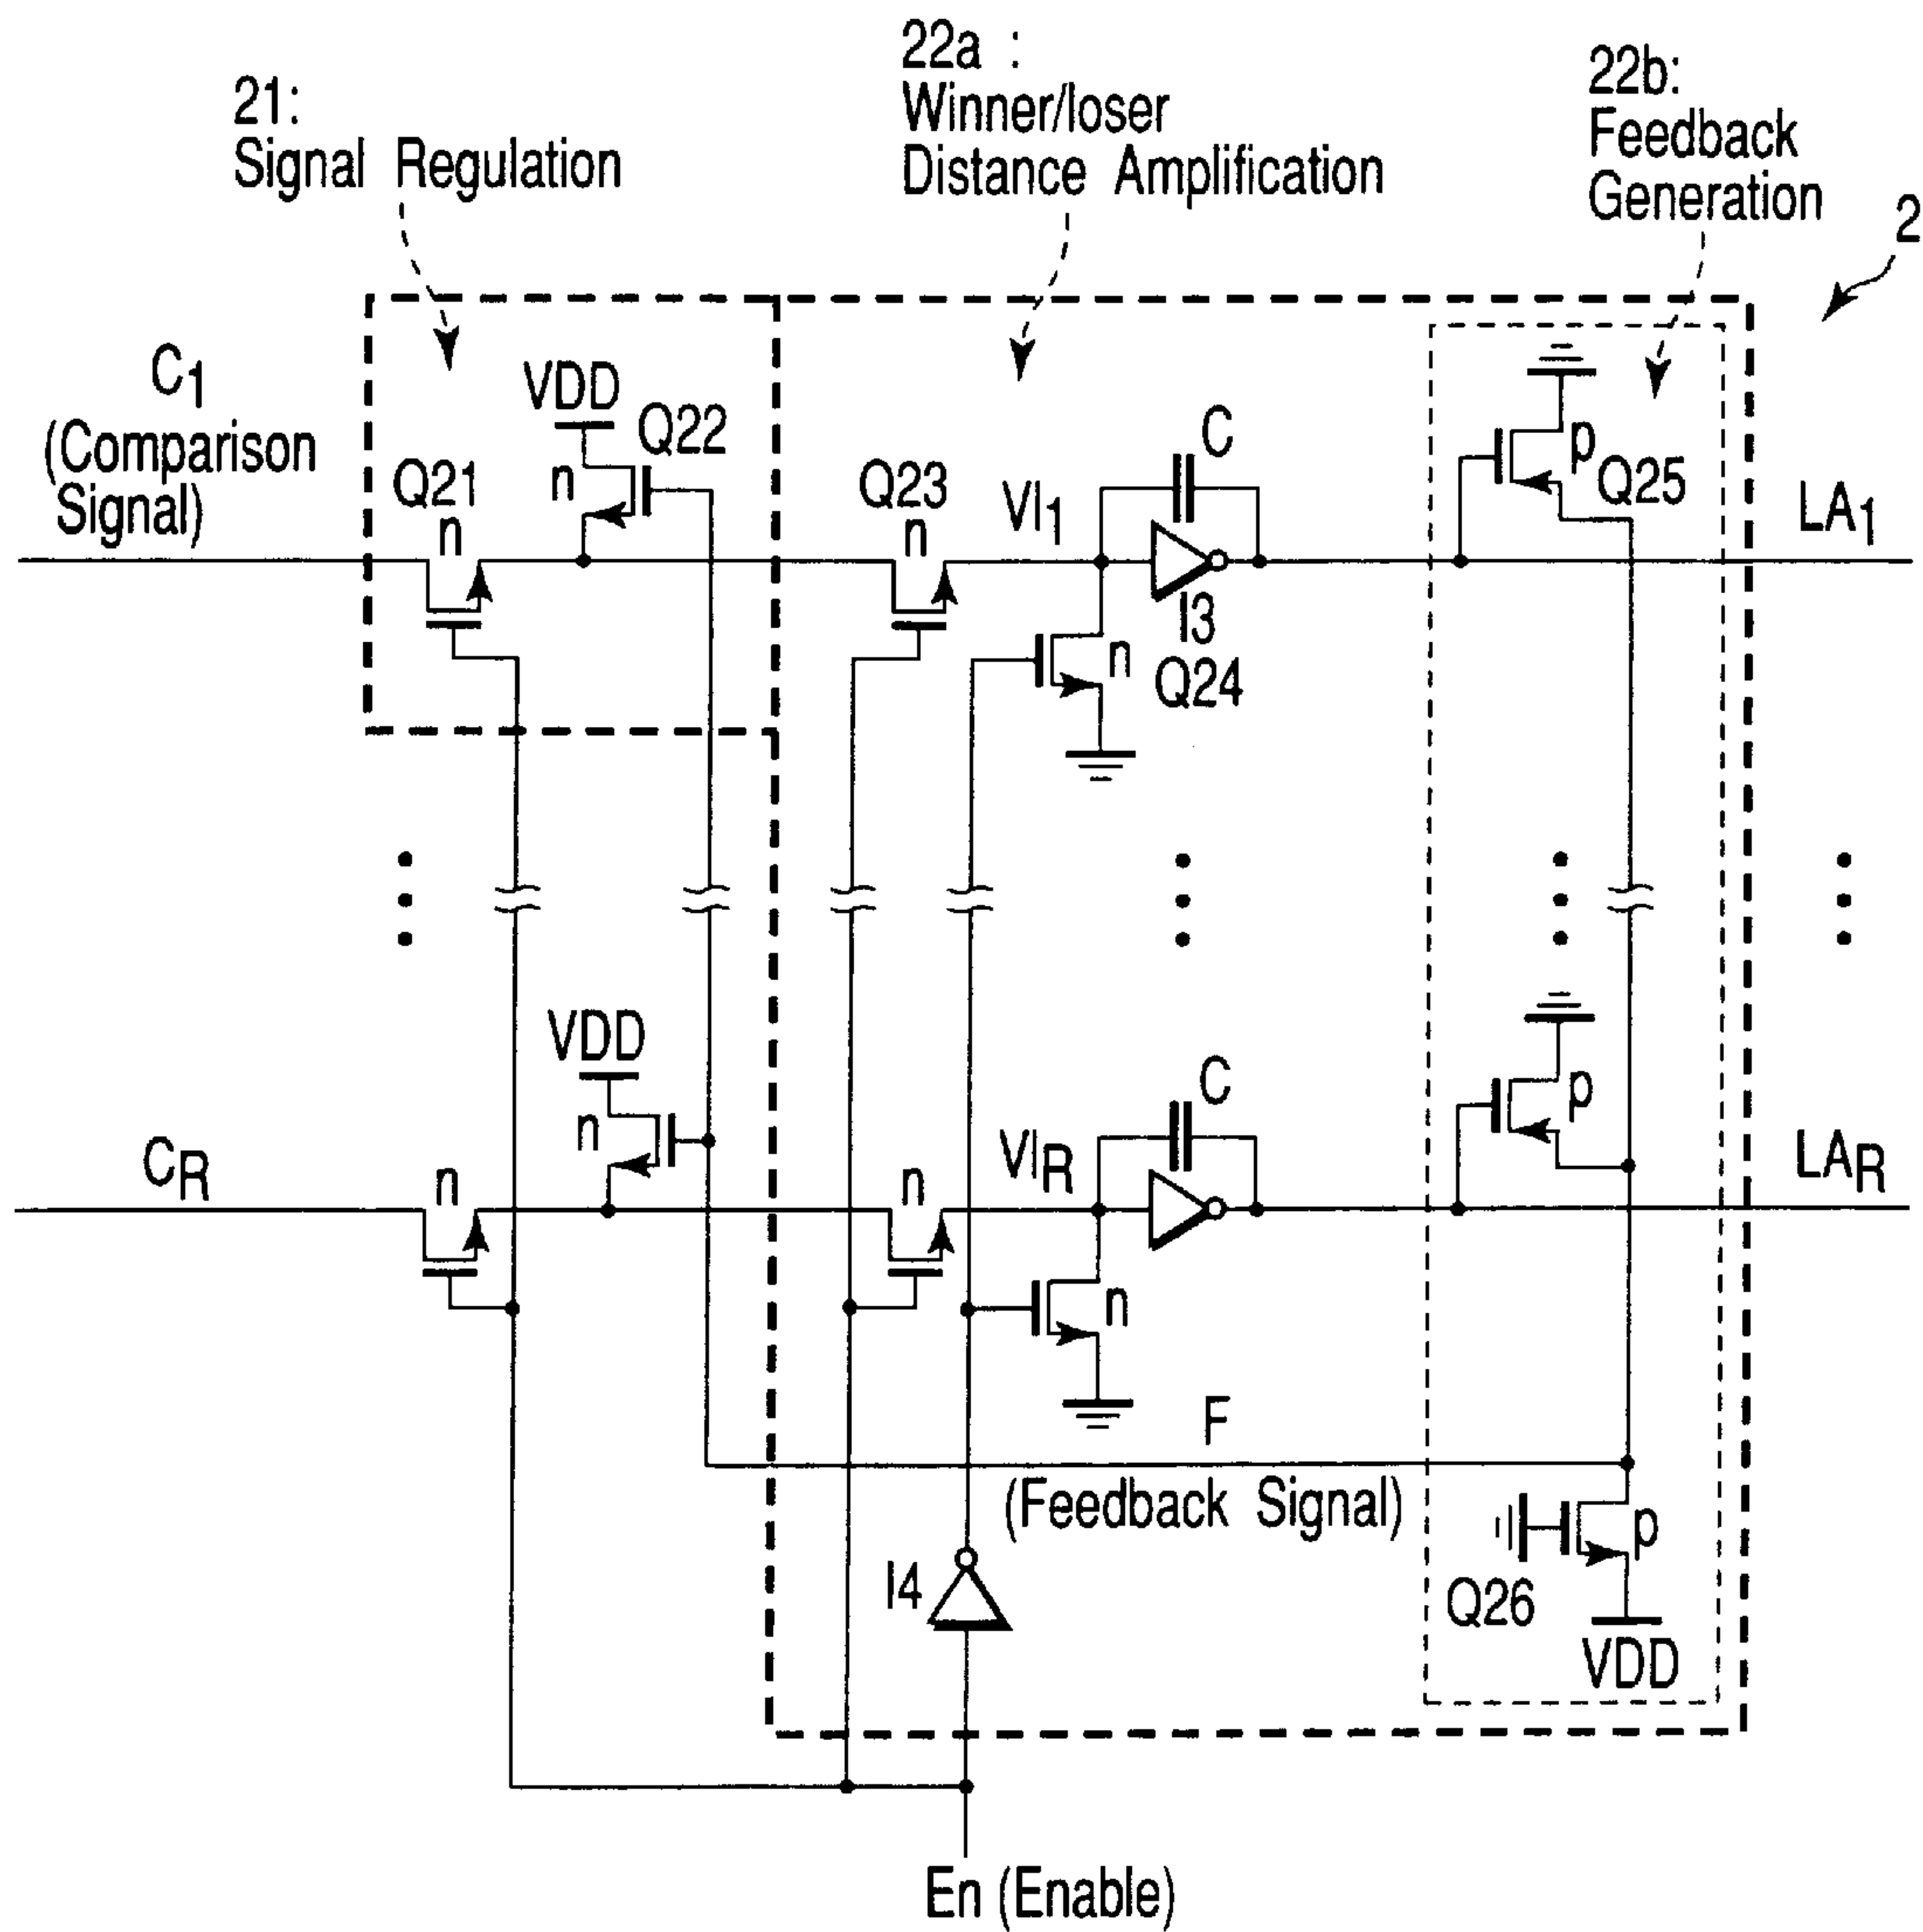 21:
Signal Regulation
22a :
Winner/loser
Distance Amplification
22b:
Feedback
Generation
2
C1
(Comparison
Signal)
VDD
Q22
n
Q21
n
Q23
n
VI1
C
I3
n
Q24
p
Q25
LA1
VDD
n
CR
n
n
VIR
C
n
p
LAR
F
(Feedback Signal)
I4
p
Q26
VDD
En (Enable)